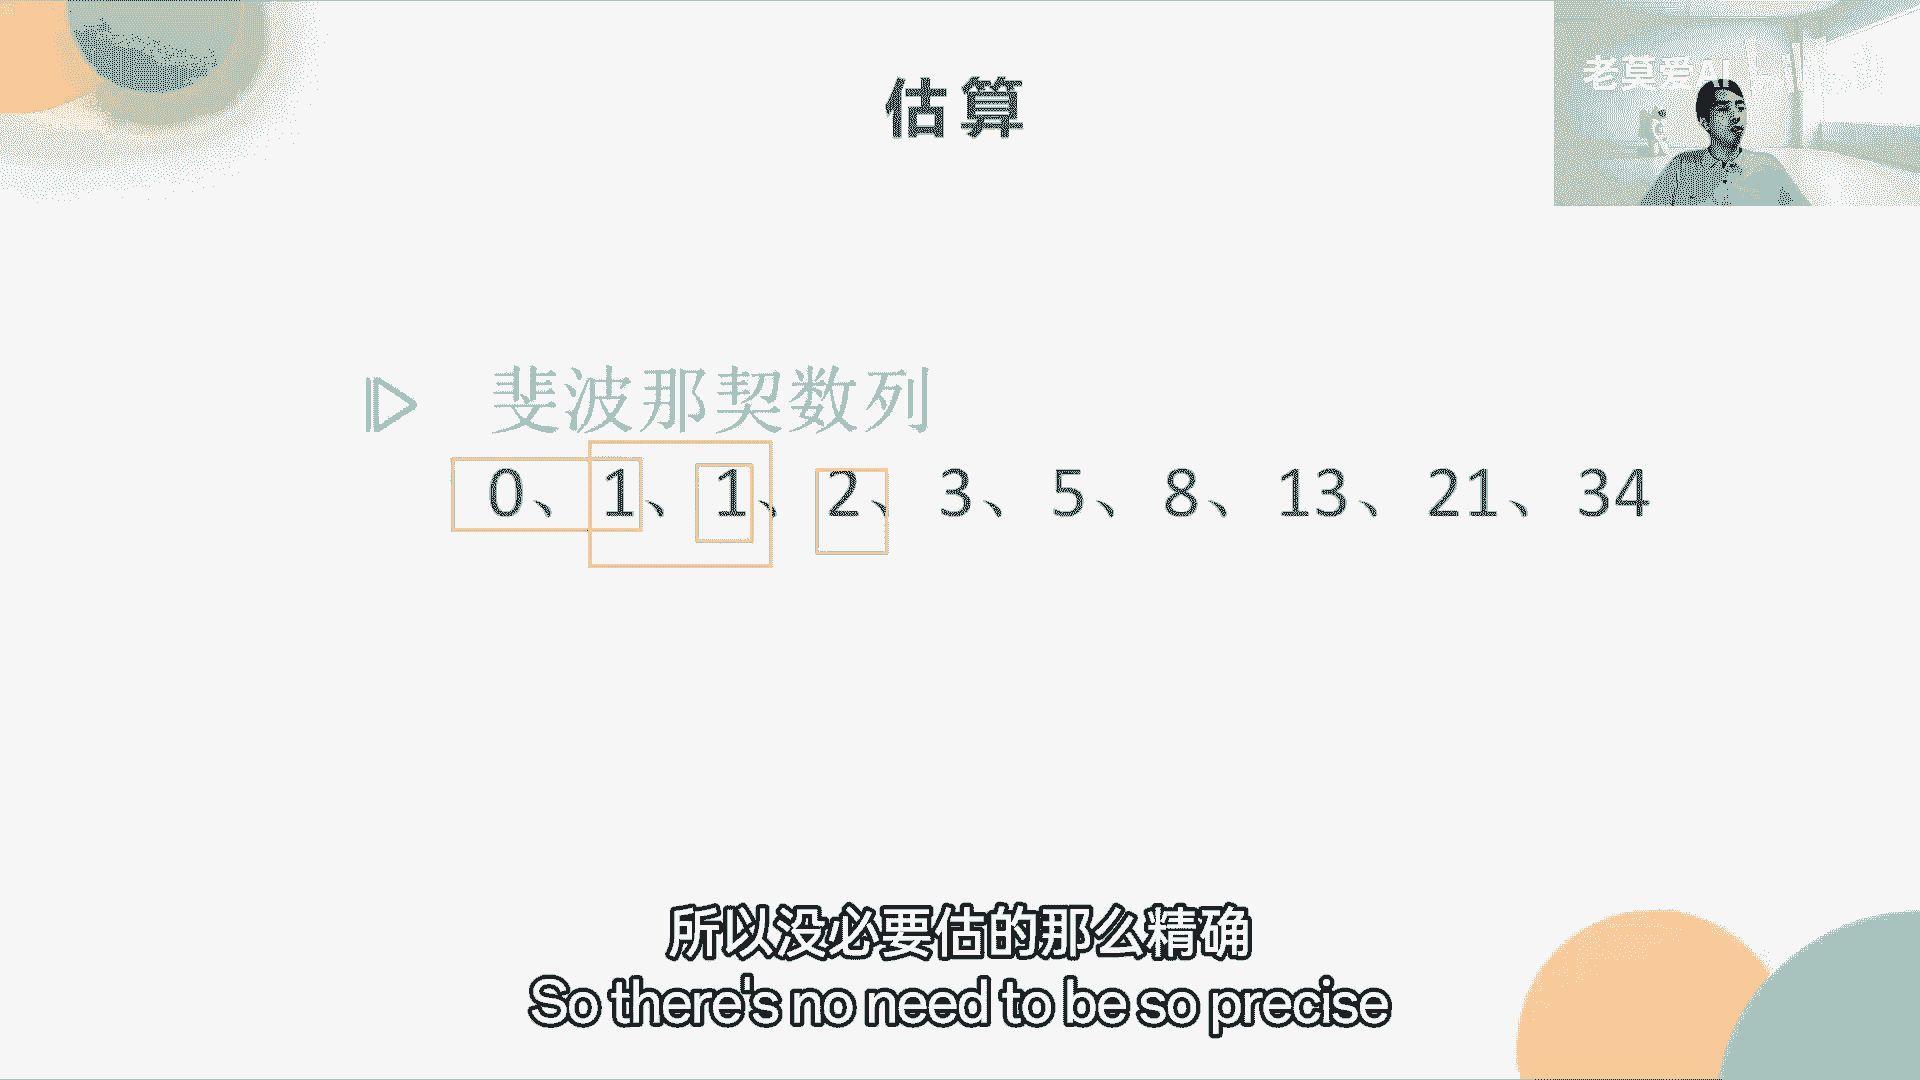 估算
老莫爱AI
斐波那契数列
0、1、1、2、3、5、8、13、21、34
所以没必要估的那么精确
So there's no need to be so precise